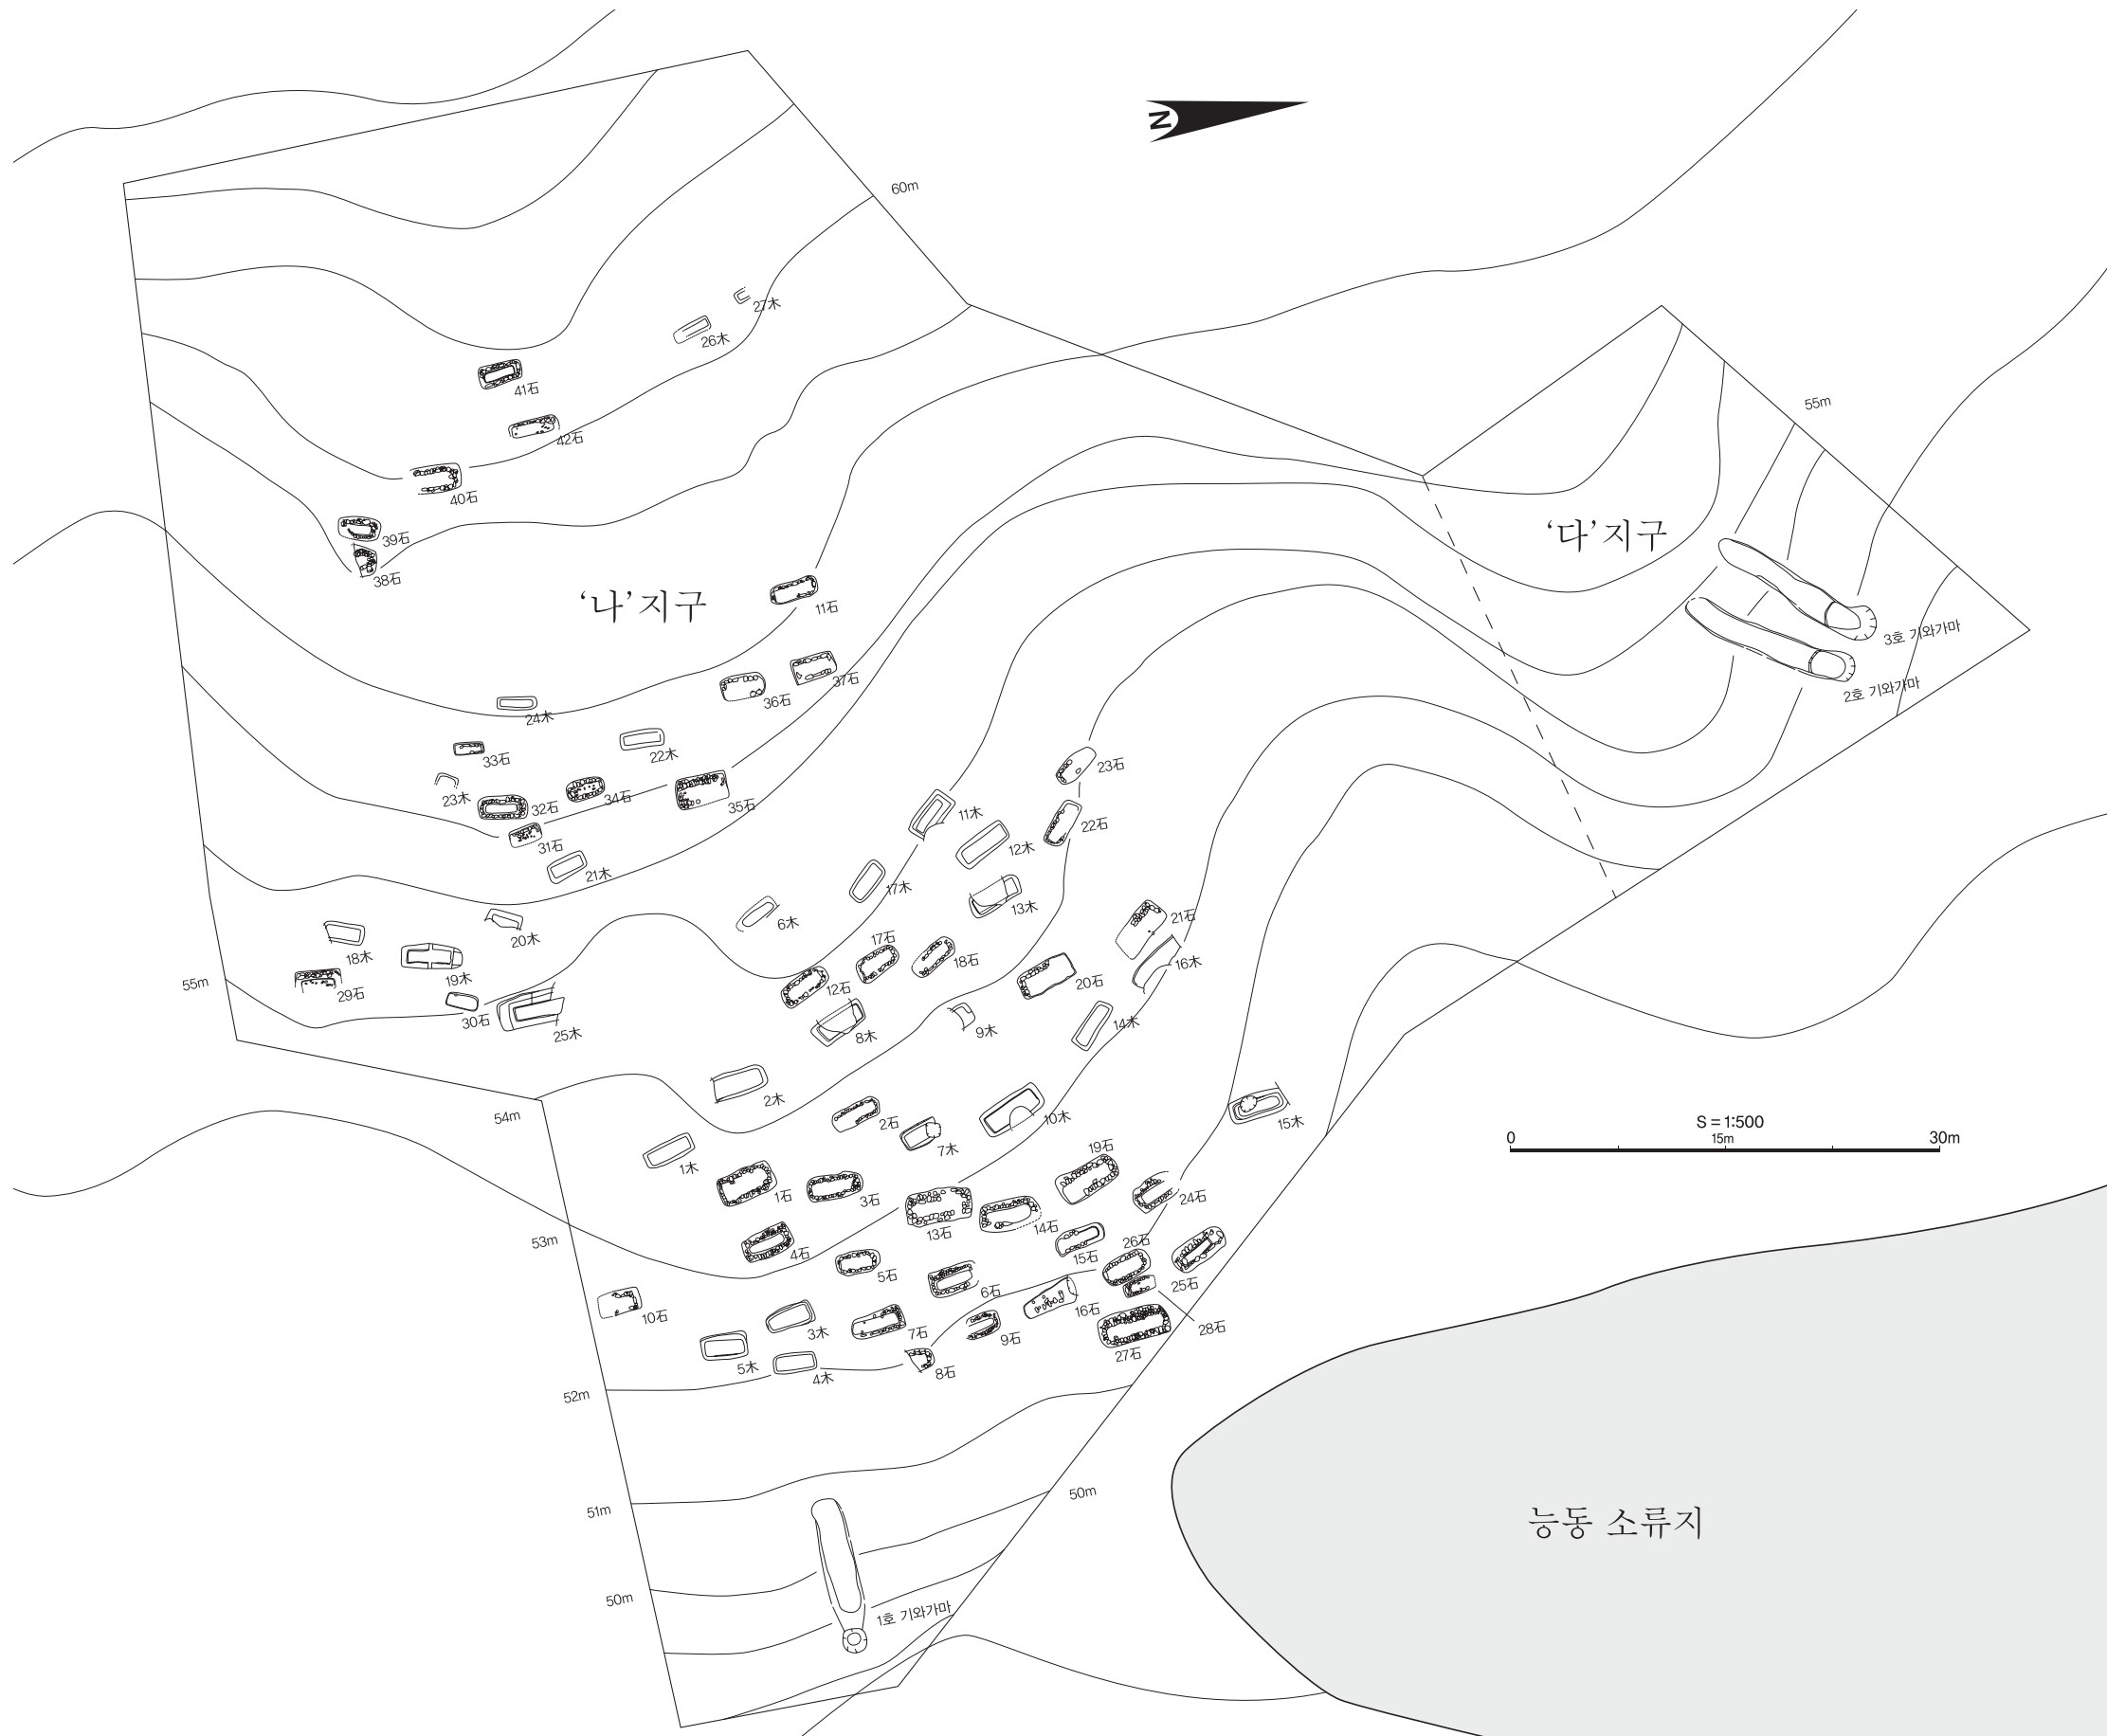 N
60m
27木
26木
41石
42石
40石
39石
38石
'나' 지구
11石
37石
36石
24木
22木
33石
23木
32石
34石
35石
31石
21木
18木
19木
20木
29石
30石
25木
55m
55m
'다' 지구
3호 기와가마
2호 기와가마
23石
22石
11木
12木
17木
13木
6木
21石
16木
17石
18石
12石
20石
8木
9木
14木
2木
54m
2石
7木
10木
15木
1木
1石
3石
19石
24石
13石
14石
53m
4石
5石
15石
26石
25石
6石
16石
28石
10石
3木
7石
9石
27石
5木
4木
8石
52m
51m
50m
50m
1호 기와가마
S = 1:500
0 15m 30m
능동 소류지